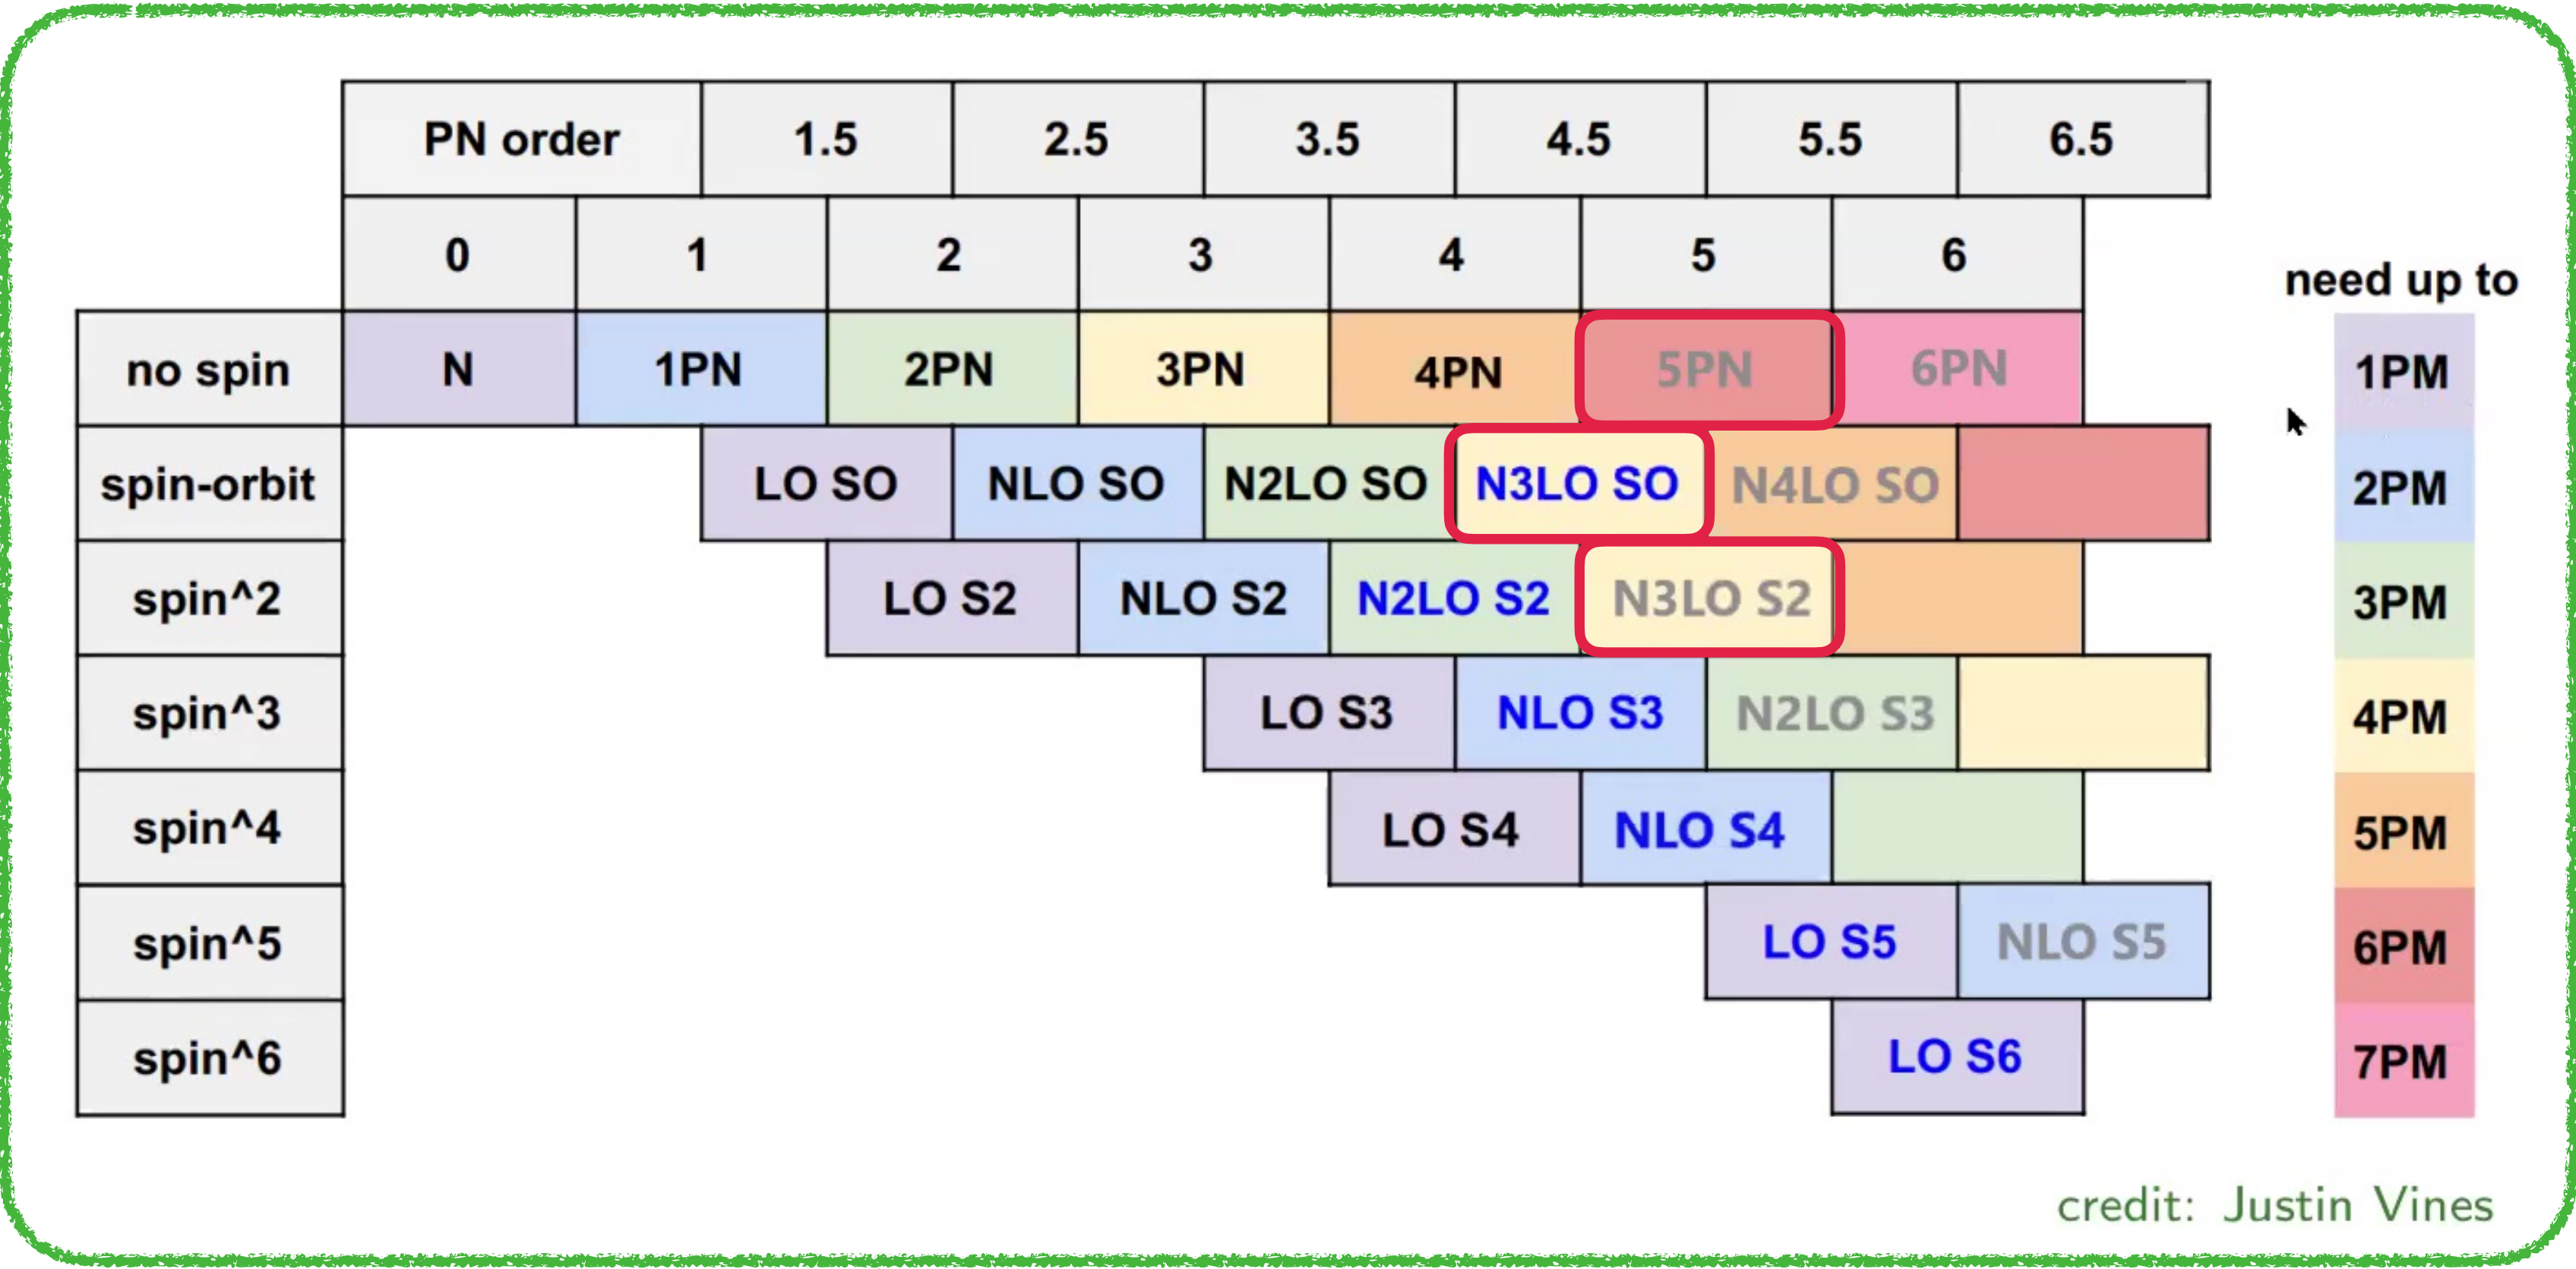 PN order 1.5 2.5 3.5 4.5 5.5 6.5
0 1 2 3 4 5 6
need up to
no spin N 1PN 2PN 3PN 4PN 5PN 6PN 1PM
spin-orbit LO SO NLO SO N2LO SO N3LO SO N4LO SO 2PM
spin^2 LO S2 NLO S2 N2LO S2 N3LO S2 3PM
spin^3 LO S3 NLO S3 N2LO S3 4PM
spin^4 LO S4 NLO S4 5PM
spin^5 LO S5 NLO S5 6PM
spin^6 LO S6 7PM
credit: Justin Vines